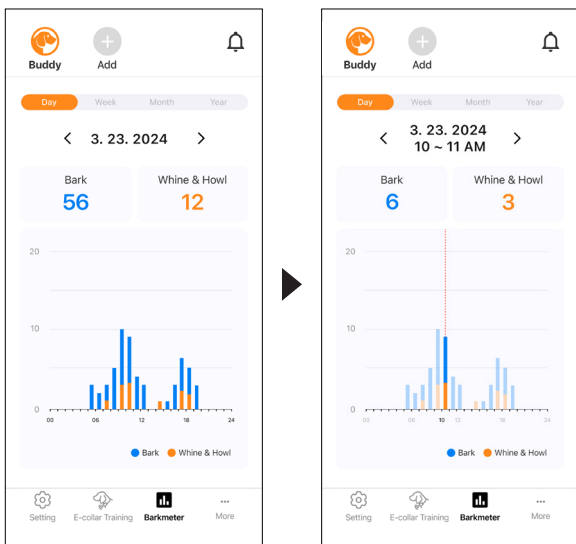 Buddy
Add
Day Week Month Year
3. 23. 2024
Bark
56
Whine & Howl
12
20
10
0
00 06 12 18 24
Bark Whine & Howl
Setting E-collar Training Barkmeter More
Buddy
Add
Day Week Month Year
3. 23. 2024
10 ~ 11 AM
Bark
6
Whine & Howl
3
20
10
0
00 06 10 12 18 24
Bark Whine & Howl
Setting E-collar Training Barkmeter More